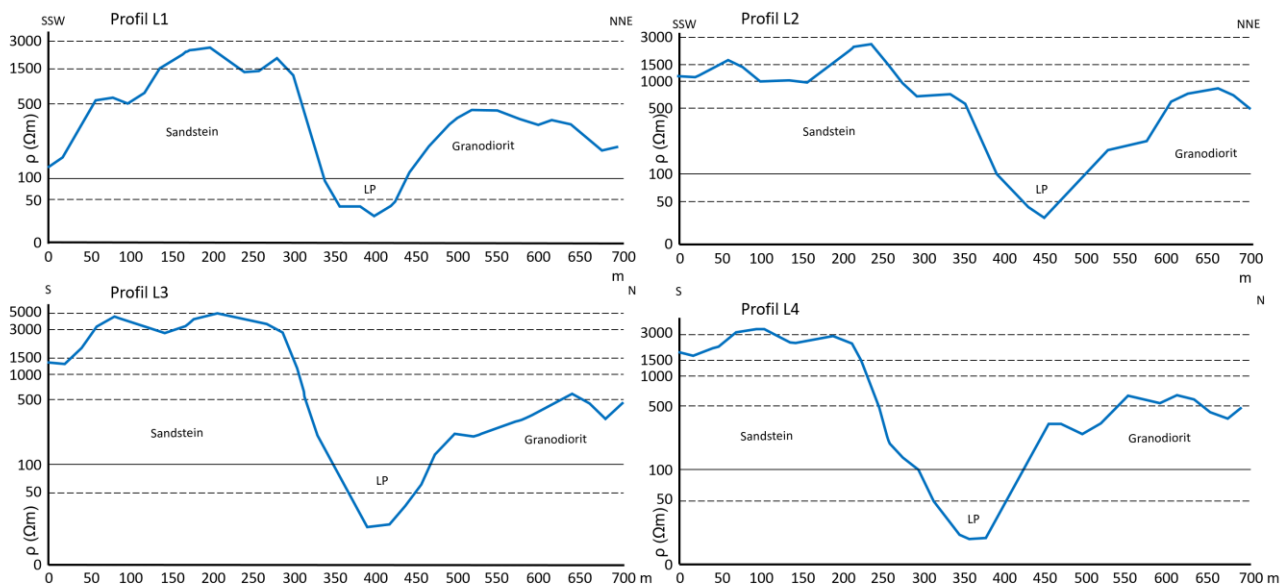 Profil L1
SSW
NNE
3000
1500
500
100
50
0
ρ (Ωm)
Sandstein
LP
Granodiorit
0 50 100 150 200 250 300 350 400 450 500 550 600 650 700
m
Profil L2
SSW
NNE
3000
1500
1000
500
100
50
0
ρ (Ωm)
Sandstein
LP
Granodiorit
0 50 100 150 200 250 300 350 400 450 500 550 600 650 700
m
Profil L3
S
N
5000
3000
1500
1000
500
100
50
0
ρ (Ωm)
Sandstein
LP
Granodiorit
0 50 100 150 200 250 300 350 400 450 500 550 600 650 700 m
Profil L4
S
N
3000
1500
1000
500
100
50
0
ρ (Ωm)
Sandstein
LP
Granodiorit
0 50 100 150 200 250 300 350 400 450 500 550 600 650 700 m